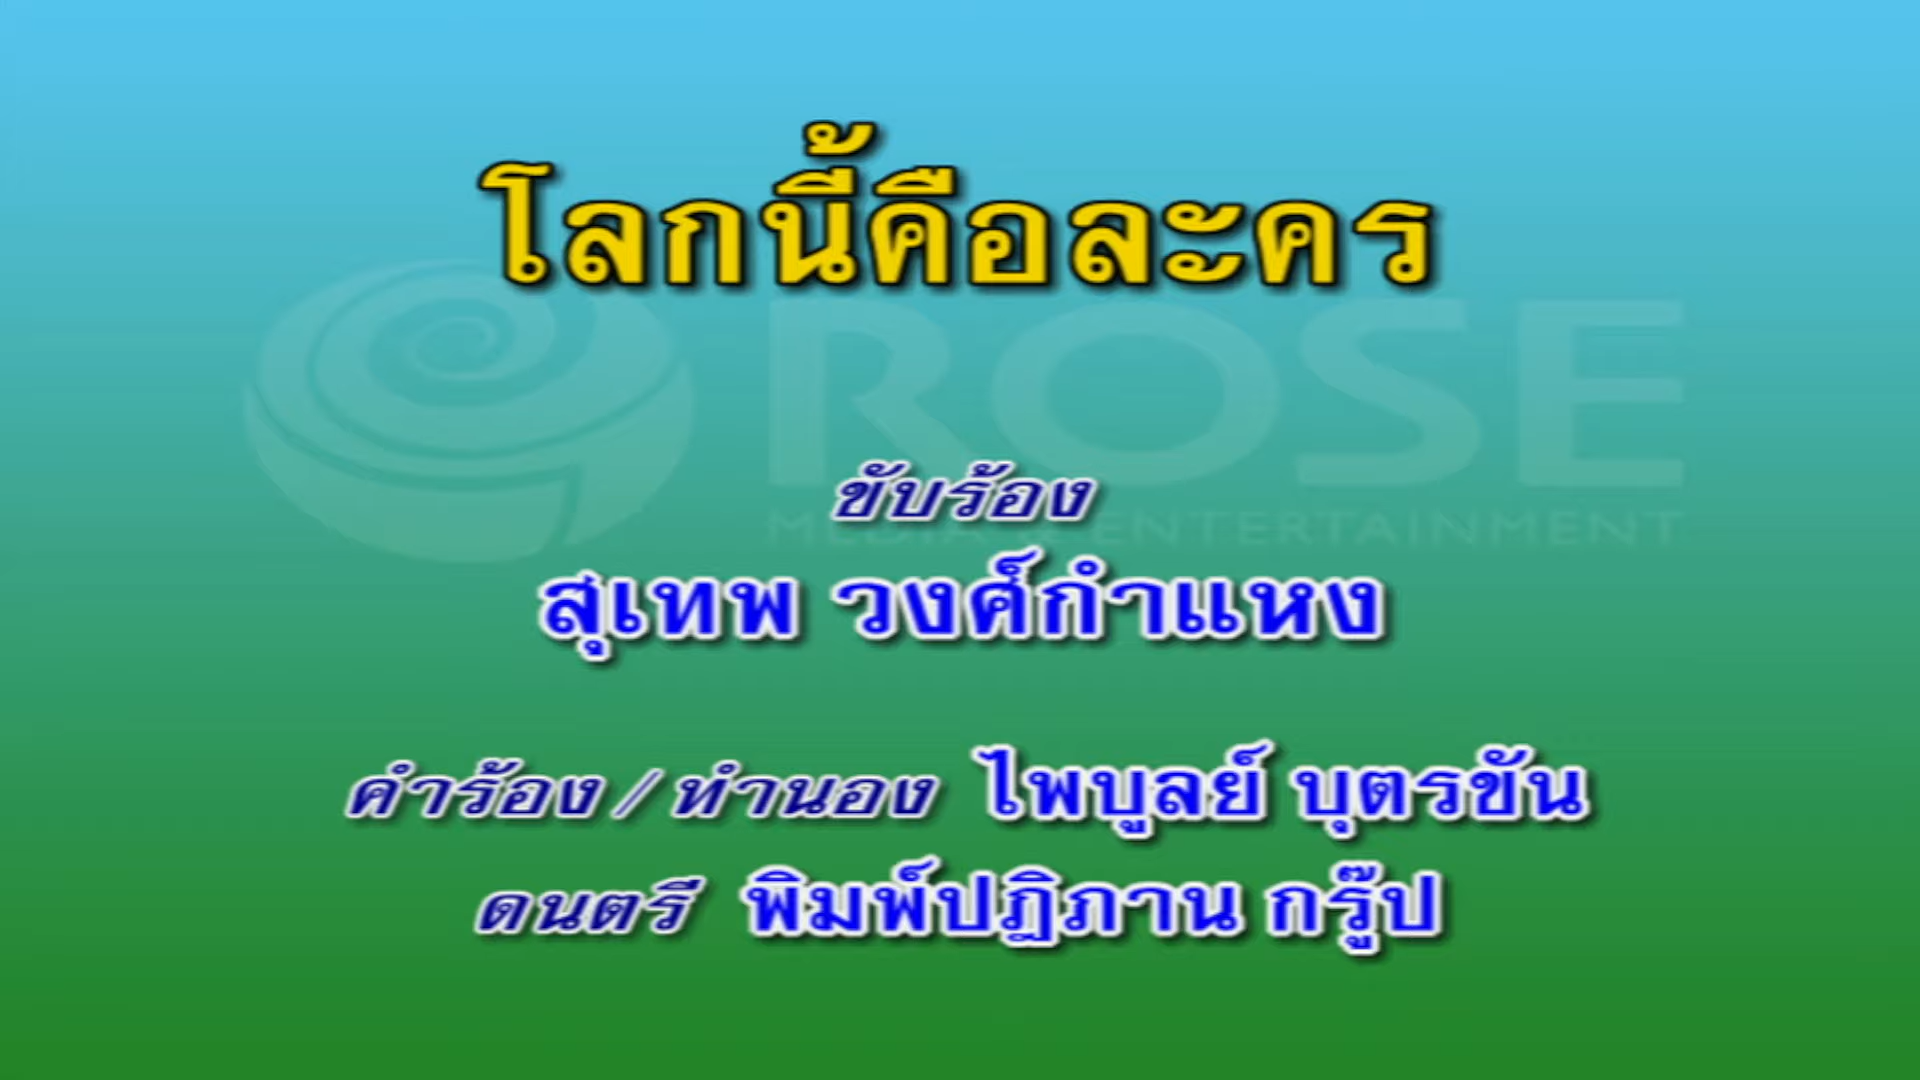 โลกนี้คือละคร
ROSE
MEDIA & ENTERTAINMENT
ขับร้อง
สุเทพ วงศ์กำแหง
คำร้อง / ทำนอง ไพบูลย์ บุตรขัน
ดนตรี พิมพ์ปฏิภาน กรู๊ป